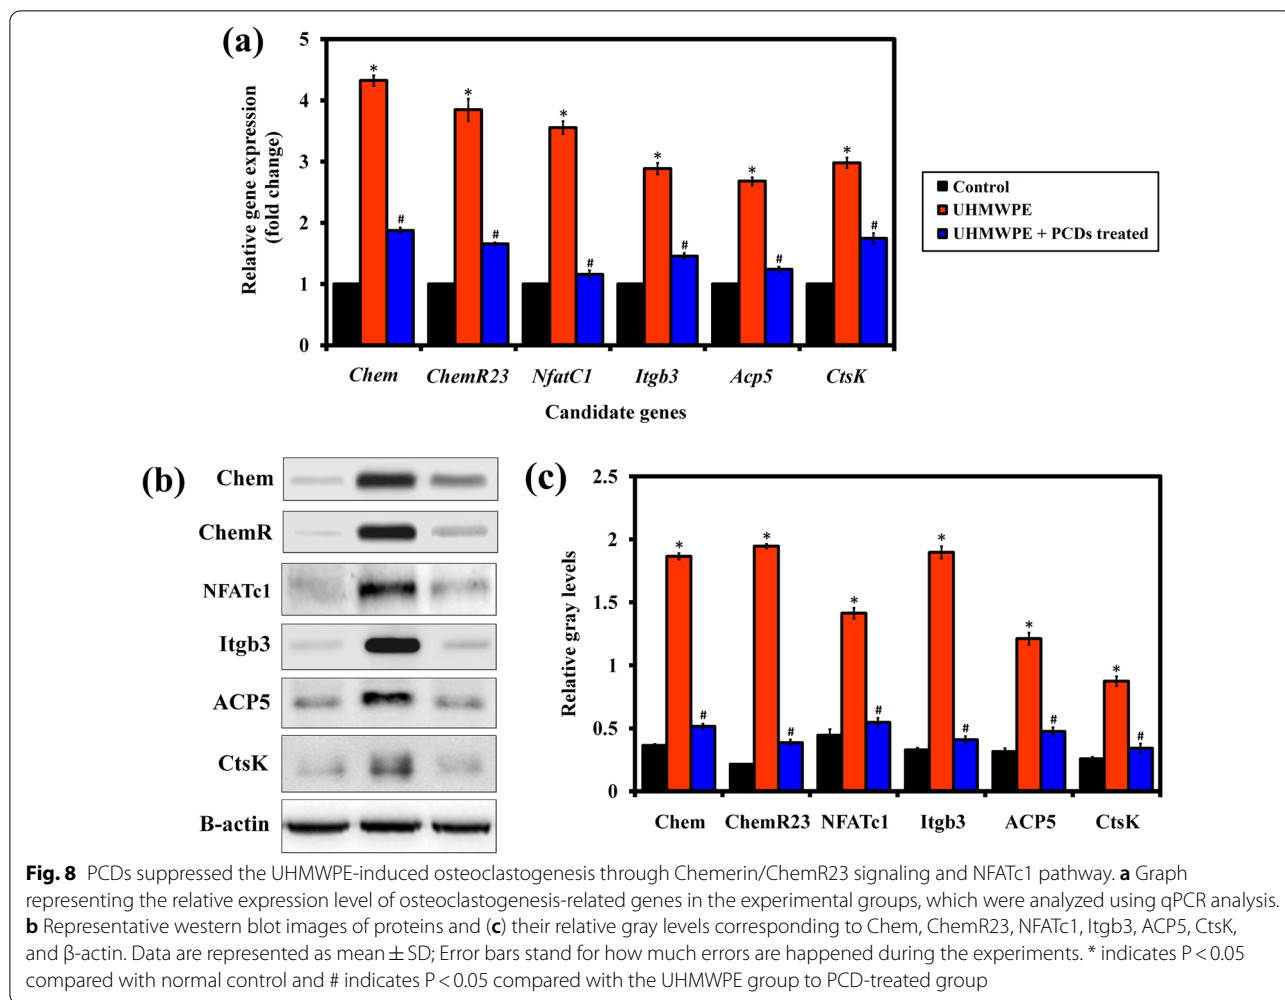 (a)
5
4
3
2
1
0
Relative gene expression
(fold change)
*
#
*
#
*
#
*
#
*
#
*
#
Chem ChemR23 NfatC1 Itgb3 Acp5 CtsK
Candidate genes
Control
UHMWPE
UHMWPE + PCDs treated
(b)
Chem
ChemR
NFATc1
Itgb3
ACP5
CtsK
B-actin
(c)
2.5
2
1.5
1
0.5
0
Relative gray levels
*
#
*
#
*
#
*
#
*
#
*
#
Chem ChemR23 NFATc1 Itgb3 ACP5 CtsK
Fig. 8 PCDs suppressed the UHMWPE-induced osteoclastogenesis through Chemerin/ChemR23 signaling and NFATc1 pathway. a Graph
representing the relative expression level of osteoclastogenesis-related genes in the experimental groups, which were analyzed using qPCR analysis.
b Representative western blot images of proteins and (c) their relative gray levels corresponding to Chem, ChemR23, NFATc1, Itgb3, ACP5, CtsK,
and β-actin. Data are represented as mean ± SD; Error bars stand for how much errors are happened during the experiments. * indicates P < 0.05
compared with normal control and # indicates P < 0.05 compared with the UHMWPE group to PCD-treated group